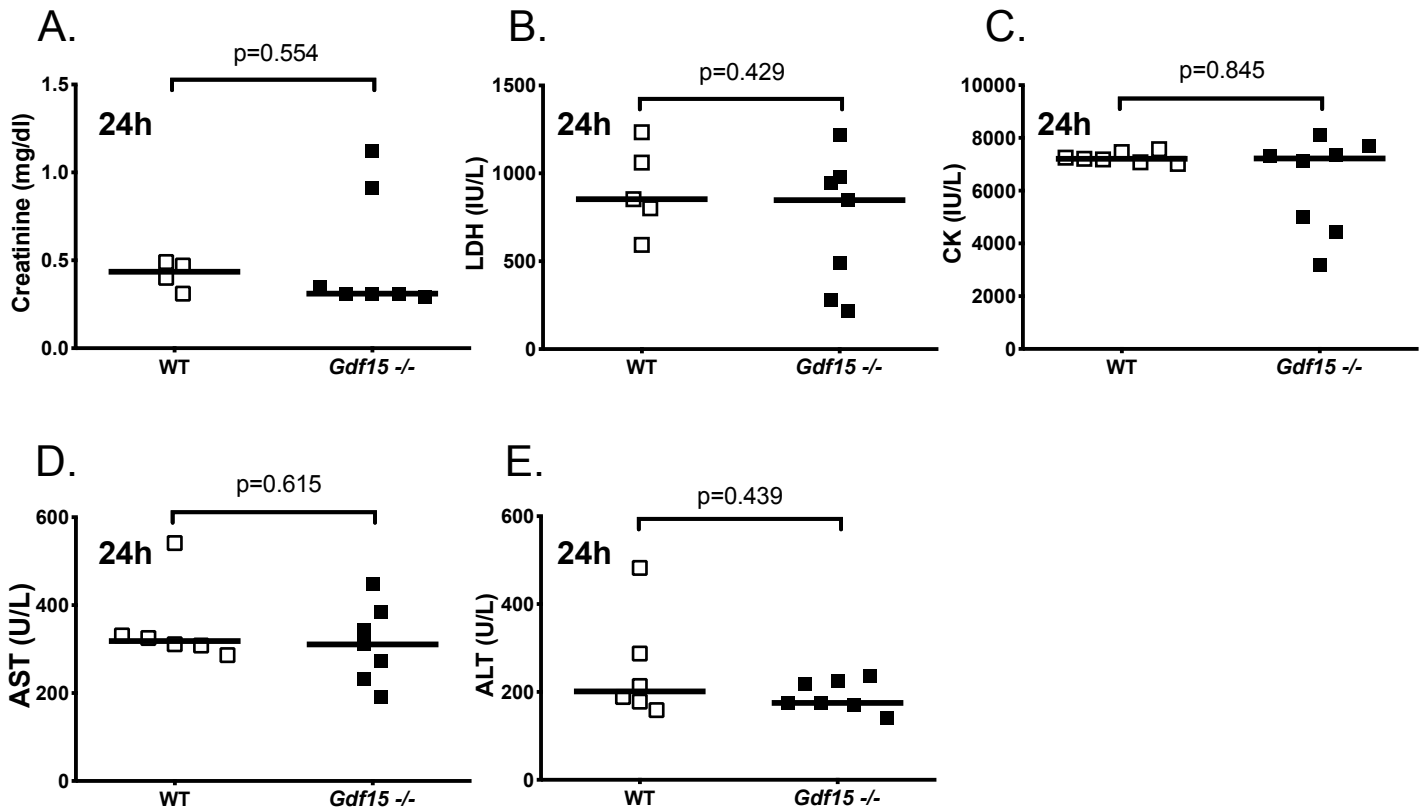 A.
p=0.554
Creatinine (mg/dl)
24h
1.5
1.0
0.5
0.0
WT
Gdf15 -/-
B.
p=0.429
LDH (IU/L)
24h
1500
1000
500
0
WT
Gdf15 -/-
C.
p=0.845
CK (IU/L)
24h
10000
8000
6000
4000
2000
0
WT
Gdf15 -/-
D.
p=0.615
AST (U/L)
24h
600
400
200
0
WT
Gdf15 -/-
E.
p=0.439
ALT (U/L)
24h
600
400
200
0
WT
Gdf15 -/-